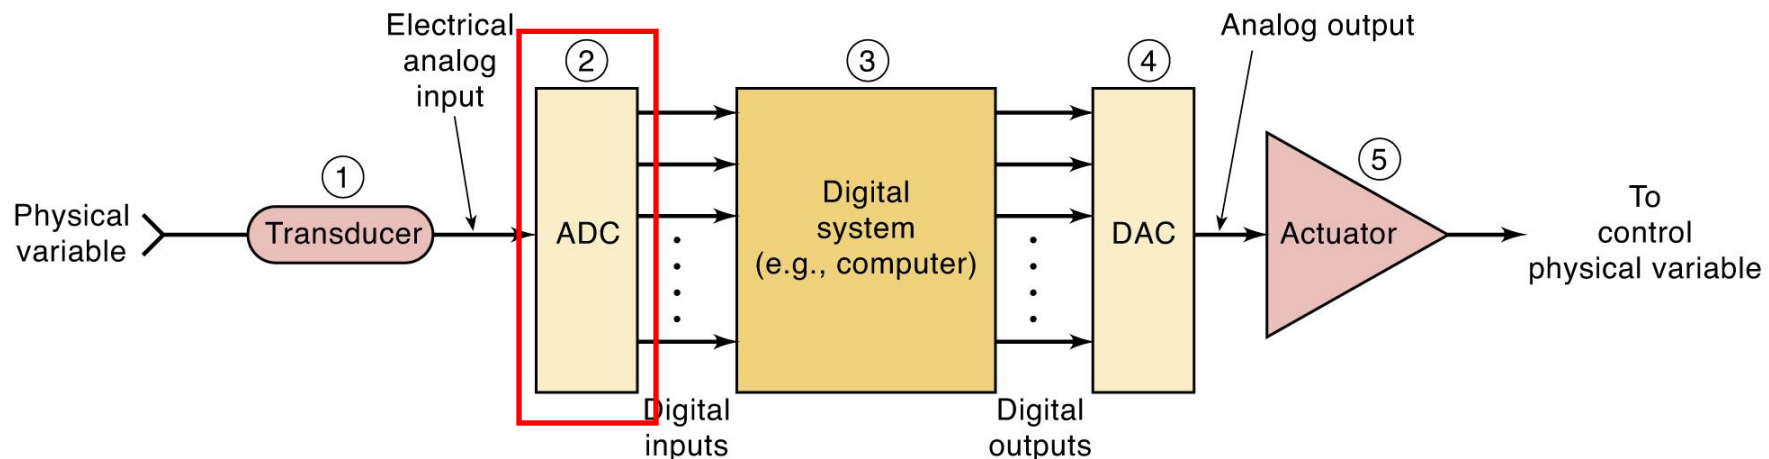 Physical
variable
1
Transducer
Electrical
analog
input
2
ADC
Digital
inputs
3
Digital
system
(e.g., computer)
Digital
outputs
4
DAC
Analog output
5
Actuator
To
control
physical variable